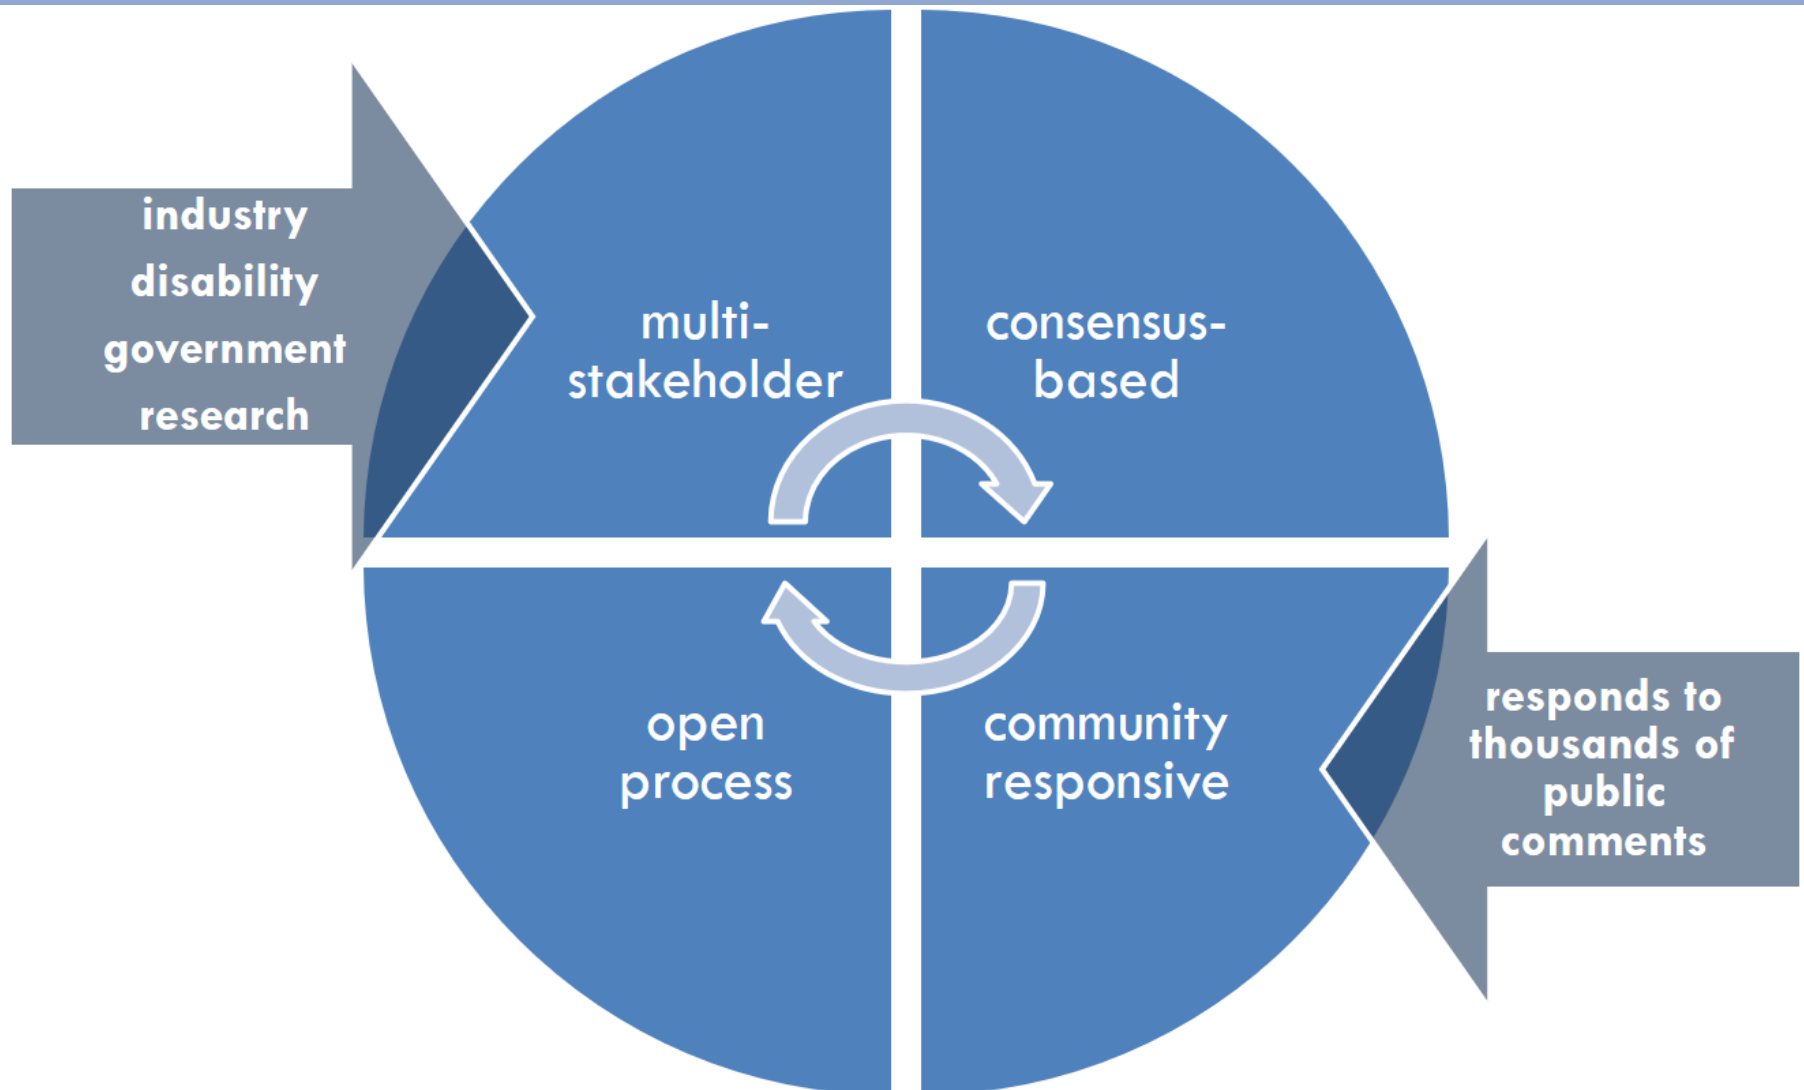 industry
disability
government
research
multi-
stakeholder
consensus-
based
open
process
community
responsive
responds to
thousands of
public
comments